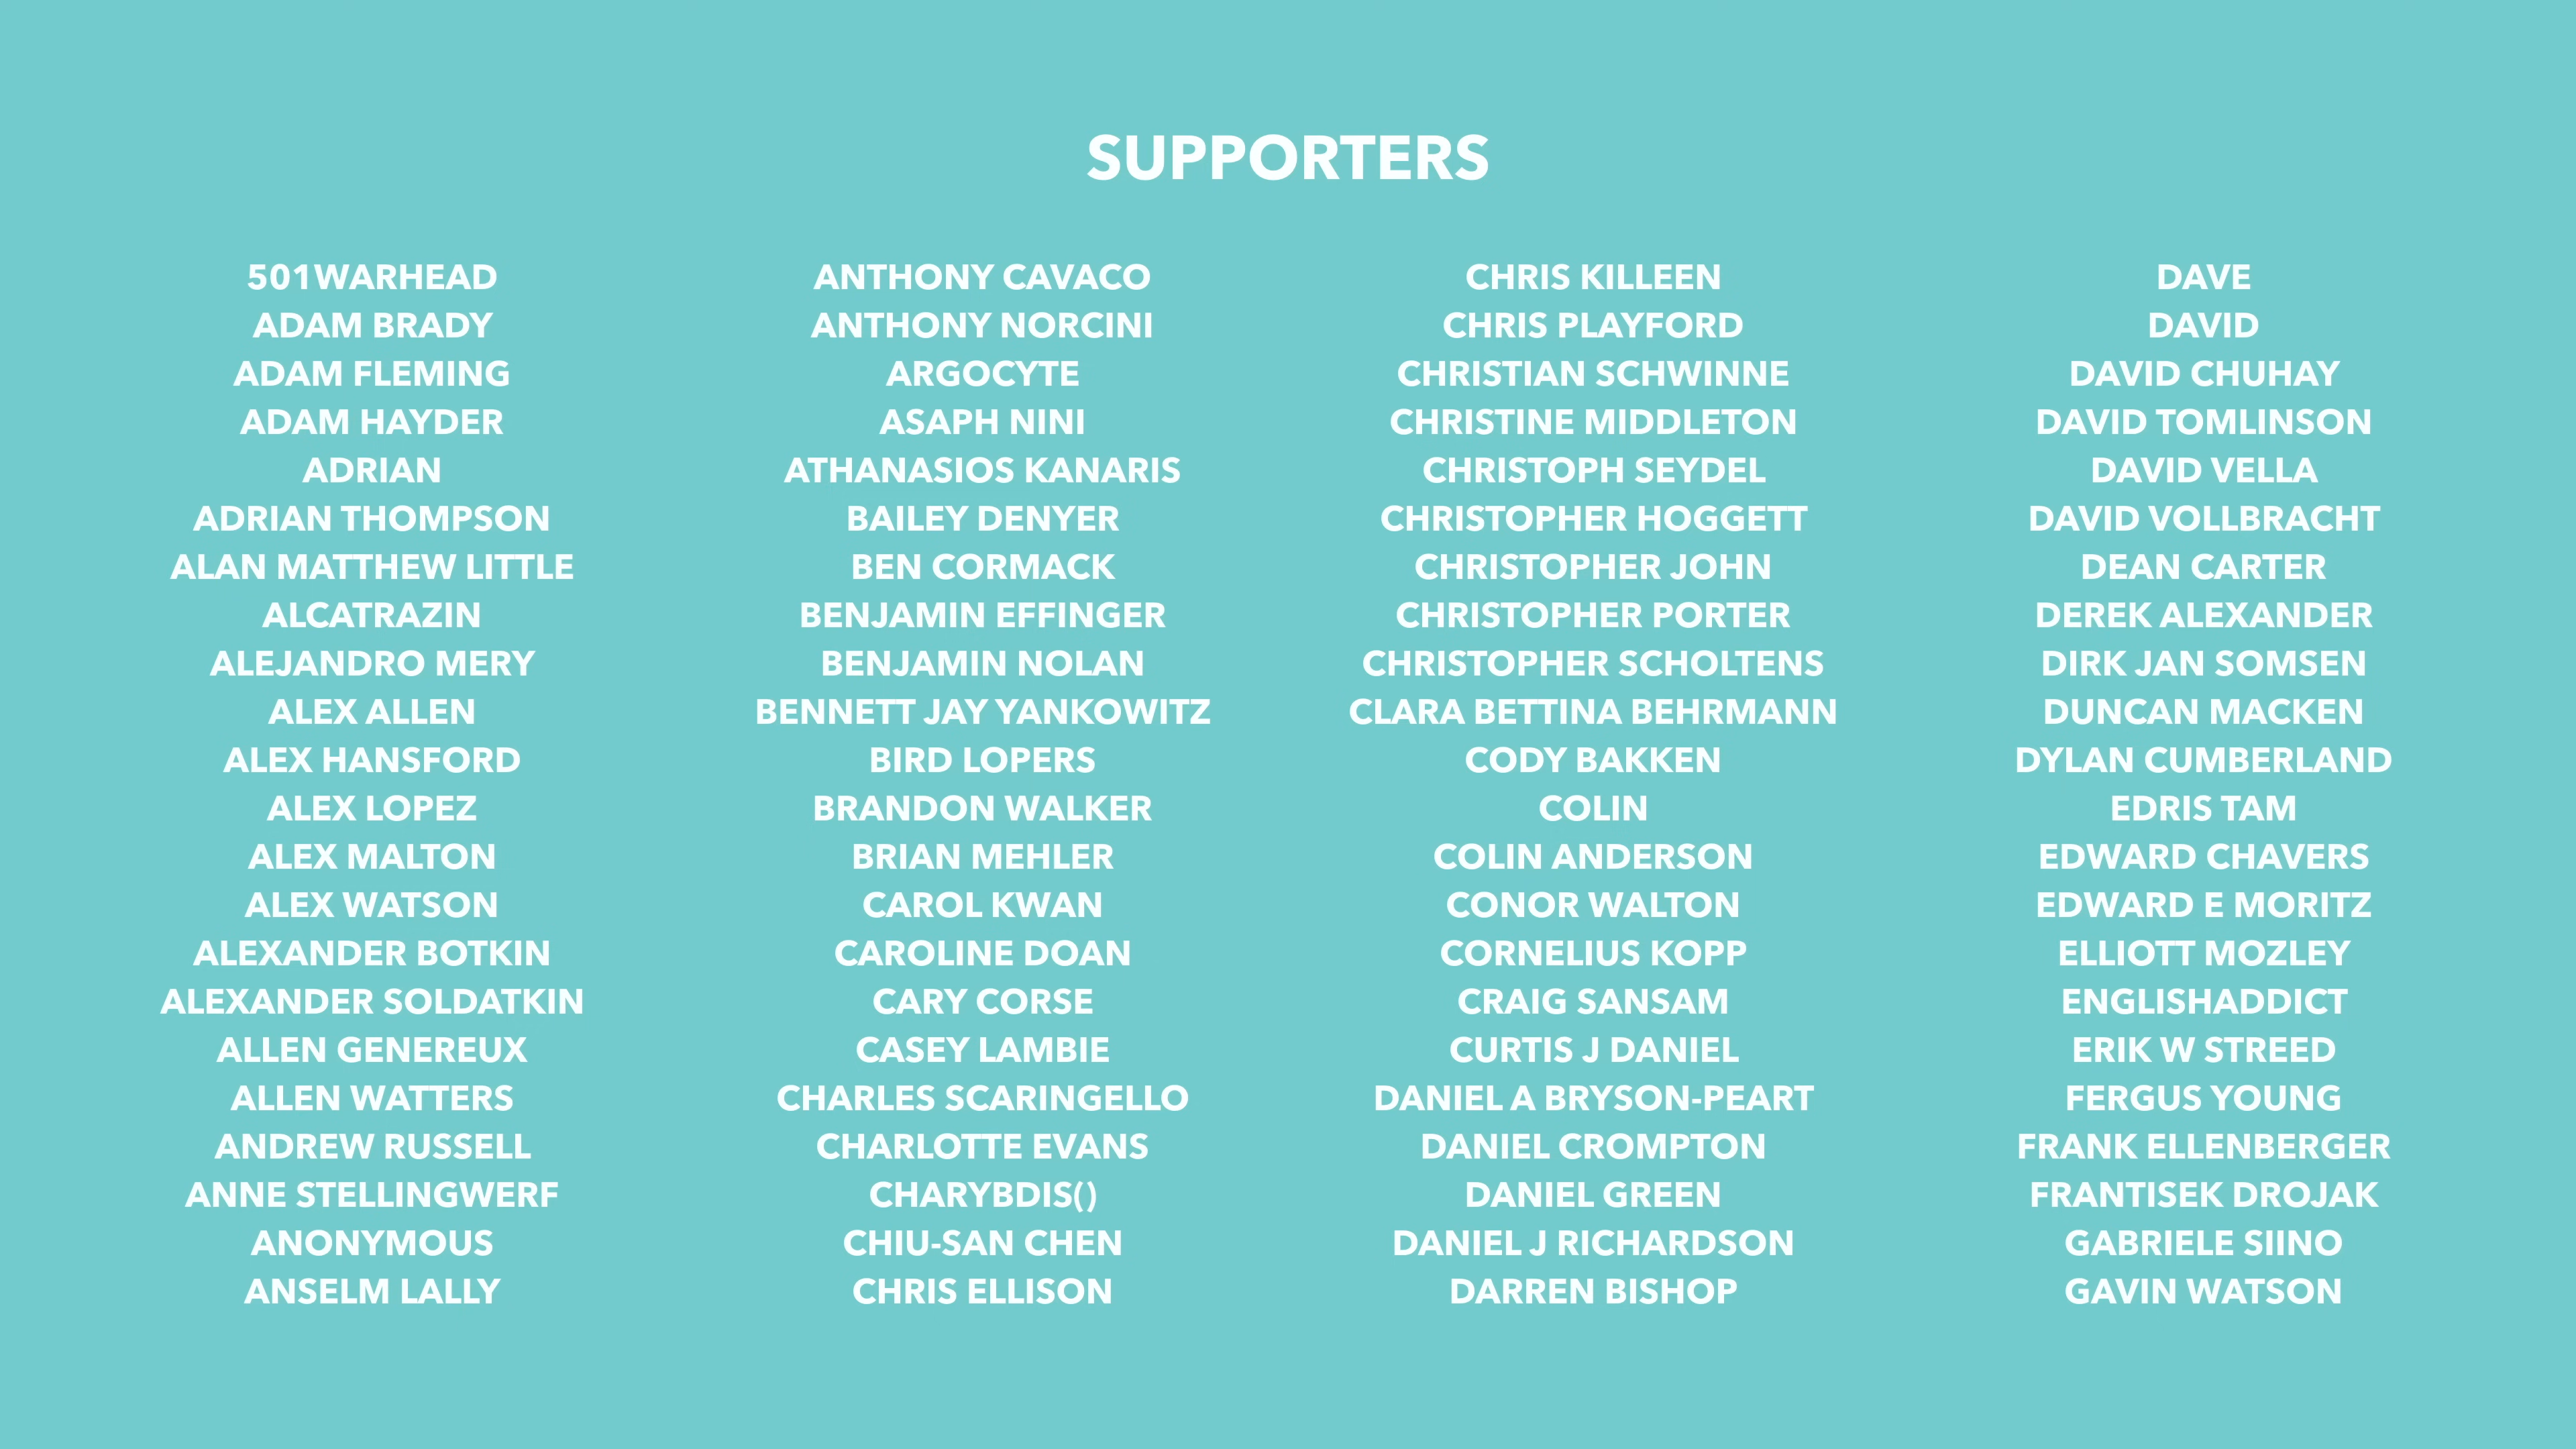 SUPPORTERS
501WARHEAD
ADAM BRADY
ADAM FLEMING
ADAM HAYDER
ADRIAN
ADRIAN THOMPSON
ALAN MATTHEW LITTLE
ALCATRAZIN
ALEJANDRO MERY
ALEX ALLEN
ALEX HANSFORD
ALEX LOPEZ
ALEX MALTON
ALEX WATSON
ALEXANDER BOTKIN
ALEXANDER SOLDATKIN
ALLEN GENEREUX
ALLEN WATTERS
ANDREW RUSSELL
ANNE STELLINGWERF
ANONYMOUS
ANSELM LALLY
ANTHONY CAVACO
ANTHONY NORCINI
ARGOCYTE
ASAPH NINI
ATHANASIOS KANARIS
BAILEY DENYER
BEN CORMACK
BENJAMIN EFFINGER
BENJAMIN NOLAN
BENNETT JAY YANKOWITZ
BIRD LOPERS
BRANDON WALKER
BRIAN MEHLER
CAROL KWAN
CAROLINE DOAN
CARY CORSE
CASEY LAMBIE
CHARLES SCARINGELLO
CHARLOTTE EVANS
CHARYBDIS()
CHIU-SAN CHEN
CHRIS ELLISON
CHRIS KILLEEN
CHRIS PLAYFORD
CHRISTIAN SCHWINNE
CHRISTINE MIDDLETON
CHRISTOPH SEYDEL
CHRISTOPHER HOGGETT
CHRISTOPHER JOHN
CHRISTOPHER PORTER
CHRISTOPHER SCHOLTENS
CLARA BETTINA BEHRMANN
CODY BAKKEN
COLIN
COLIN ANDERSON
CONOR WALTON
CORNELIUS KOPP
CRAIG SANSAM
CURTIS J DANIEL
DANIEL A BRYSON-PEART
DANIEL CROMPTON
DANIEL GREEN
DANIEL J RICHARDSON
DARREN BISHOP
DAVE
DAVID
DAVID CHUHAY
DAVID TOMLINSON
DAVID VELLA
DAVID VOLLBRACHT
DEAN CARTER
DEREK ALEXANDER
DIRK JAN SOMSEN
DUNCAN MACKEN
DYLAN CUMBERLAND
EDRIS TAM
EDWARD CHAVERS
EDWARD E MORITZ
ELLIOTT MOZLEY
ENGLISHADDICT
ERIK W STREED
FERGUS YOUNG
FRANK ELLENBERGER
FRANTISEK DROJAK
GABRIELE SIINO
GAVIN WATSON